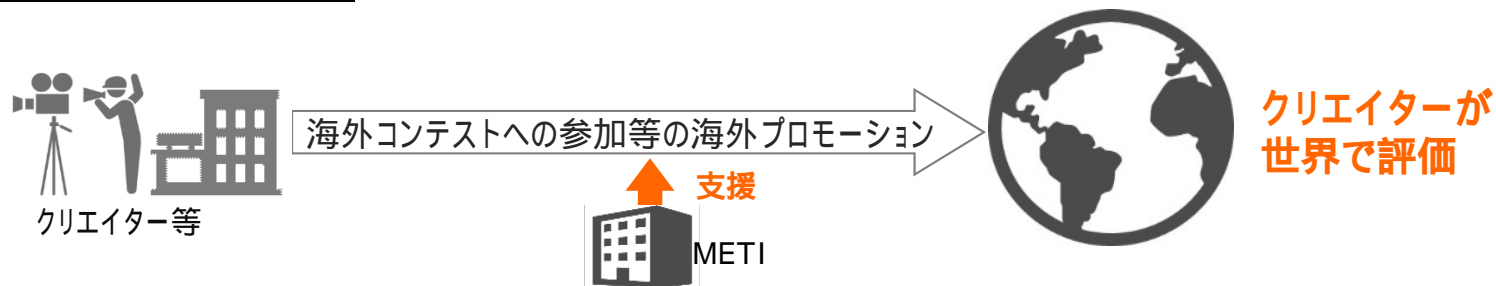 海外コンテストへの参加等の海外プロモーション
クリエイターが
世界で評価
支援
クリエイター等
METI